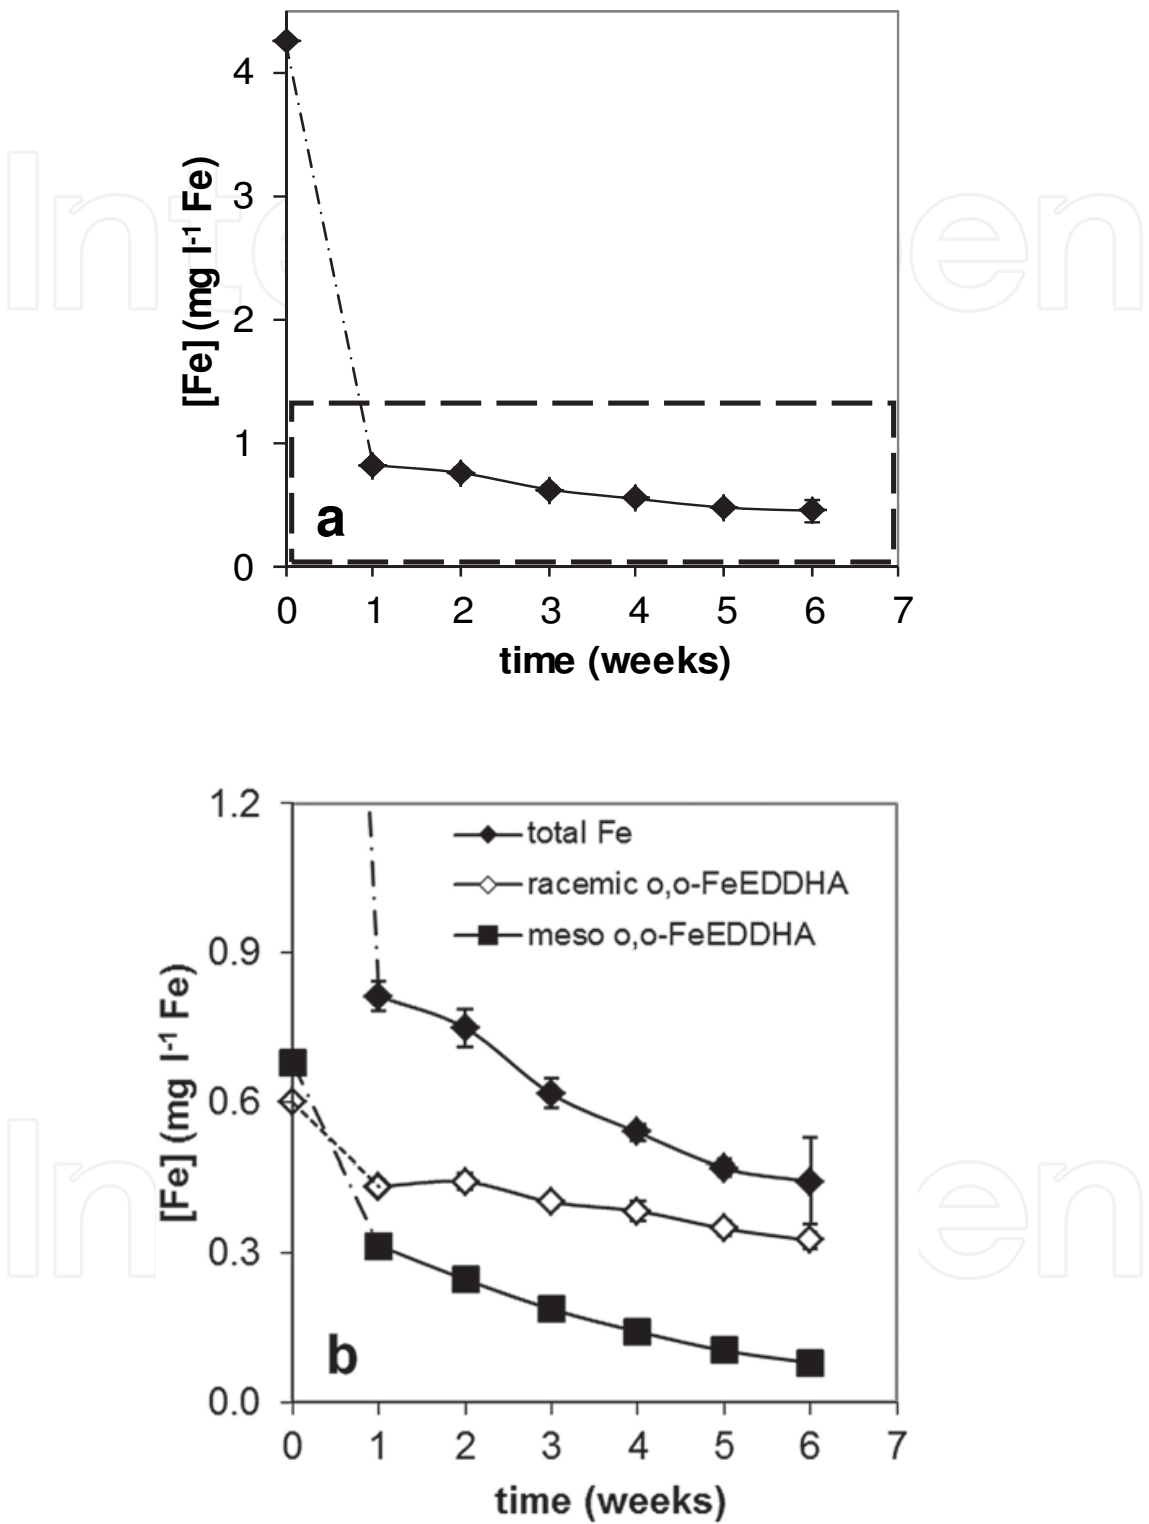 4
3
2
1
0
[Fe] (mg l-1 Fe)
a
0 1 2 3 4 5 6 7
time (weeks)
1.2
0.9
0.6
0.3
0.0
[Fe] (mg l-1 Fe)
total Fe
racemic o,o-FeEDDHA
meso o,o-FeEDDHA
b
0 1 2 3 4 5 6 7
time (weeks)